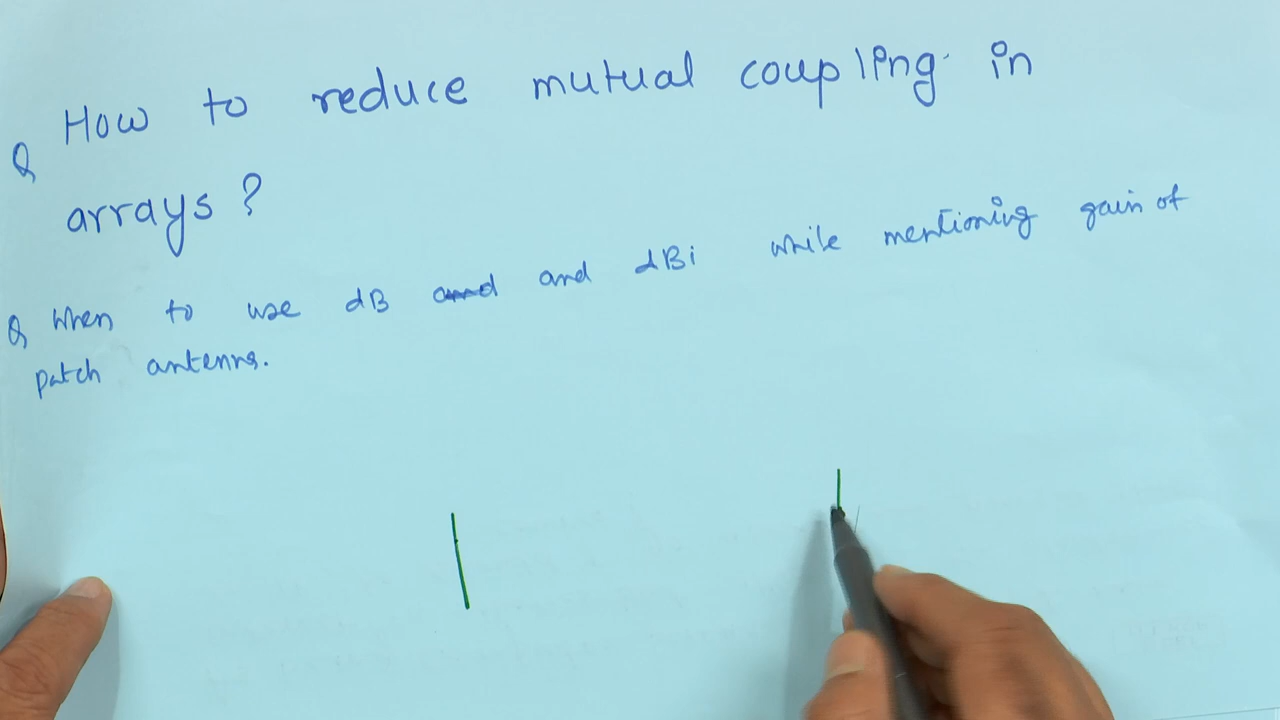 Q How to reduce mutual coupling in
arrays?
Q When to use dB and and dBi while mentioning gain of
patch antenna.